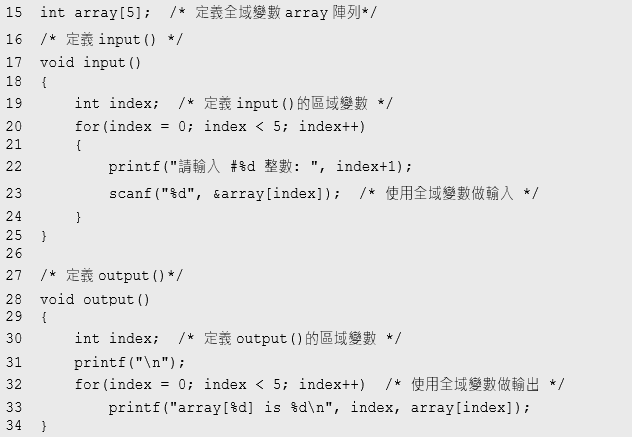 15 int array[5]; /* 定義全域變數 array 陣列*/
16 /* 定義 input() */
17 void input()
18 {
19     int index; /* 定義 input()的區域變數 */
20     for(index = 0; index < 5; index++)
21     {
22         printf("請輸入 #%d 整數: ", index+1);
23         scanf("%d", &array[index]); /* 使用全域變數做輸入 */
24     }
25 }
26
27 /* 定義 output()*/
28 void output()
29 {
30     int index; /* 定義 output()的區域變數 */
31     printf("\n");
32     for(index = 0; index < 5; index++) /* 使用全域變數做輸出 */
33         printf("array[%d] is %d\n", index, array[index]);
34 }